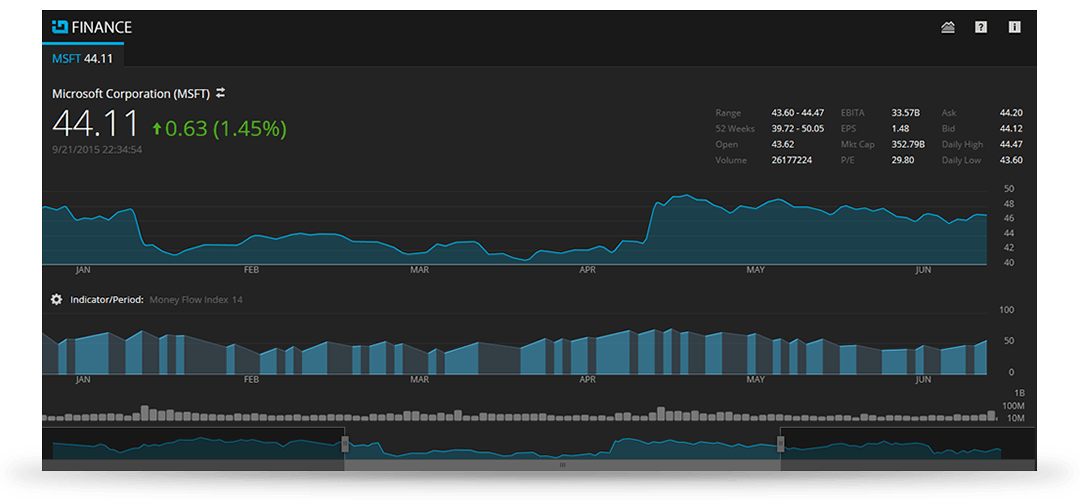 FINANCE
? i
MSFT 44.11
Microsoft Corporation (MSFT)
44.11 0.63 (1.45%)
9/21/2015 22:34:54
Range 43.60 - 44.47 EBITA 33.57B Ask 44.20
52 Weeks 39.72 - 50.05 EPS 1.48 Bid 44.12
Open 43.62 Mkt Cap 352.79B Daily High 44.47
Volume 26177224 P/E 29.80 Daily Low 43.60
50
48
46
44
42
40
JAN FEB MAR APR MAY JUN
Indicator/Period: Money Flow Index 14
100
50
0
JAN FEB MAR APR MAY JUN
1B
100M
10M